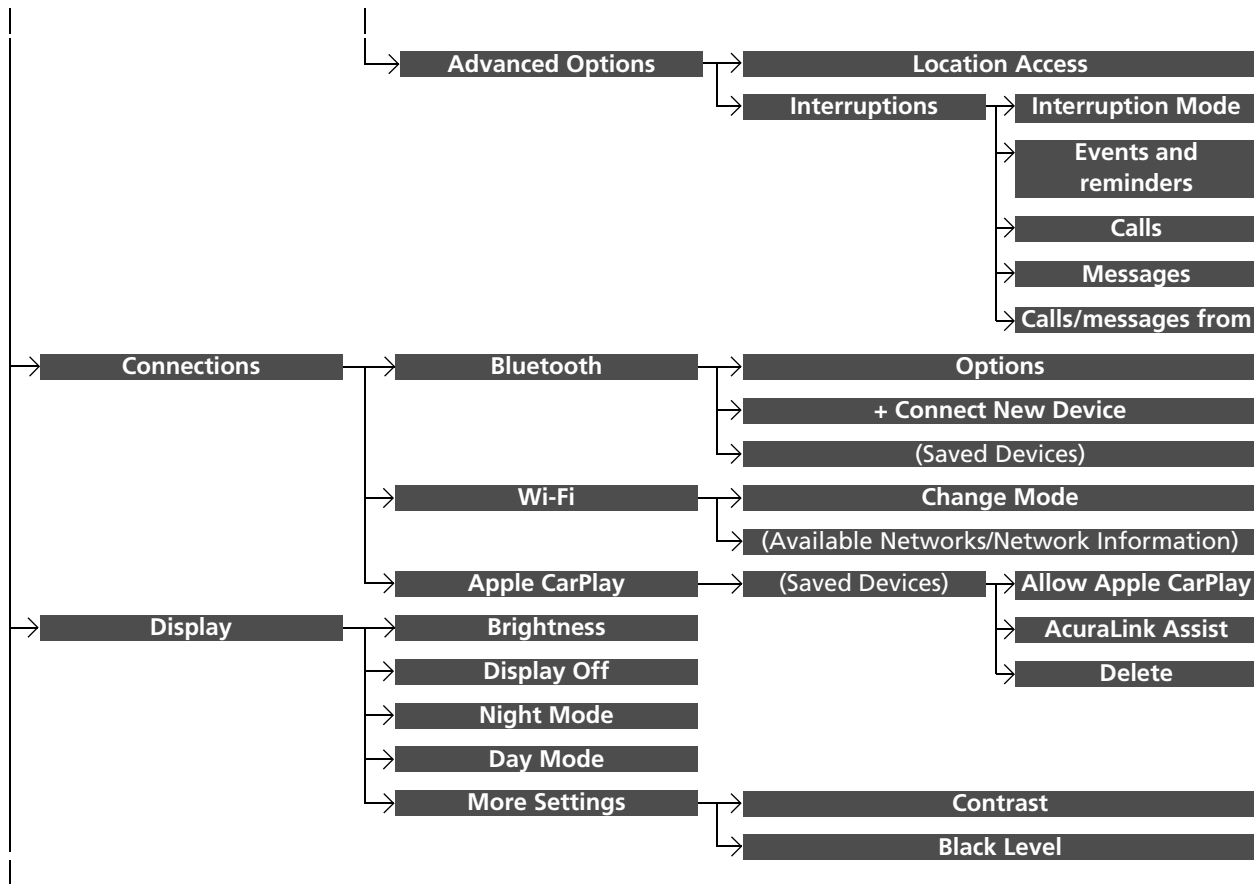 Advanced Options
Location Access
Interruptions
Interruption Mode
Events and
reminders
Calls
Messages
Calls/messages from
Connections
Bluetooth
Options
+ Connect New Device
(Saved Devices)
Wi-Fi
Change Mode
(Available Networks/Network Information)
Apple CarPlay
(Saved Devices)
Allow Apple CarPlay
AcuraLink Assist
Delete
Display
Brightness
Display Off
Night Mode
Day Mode
More Settings
Contrast
Black Level